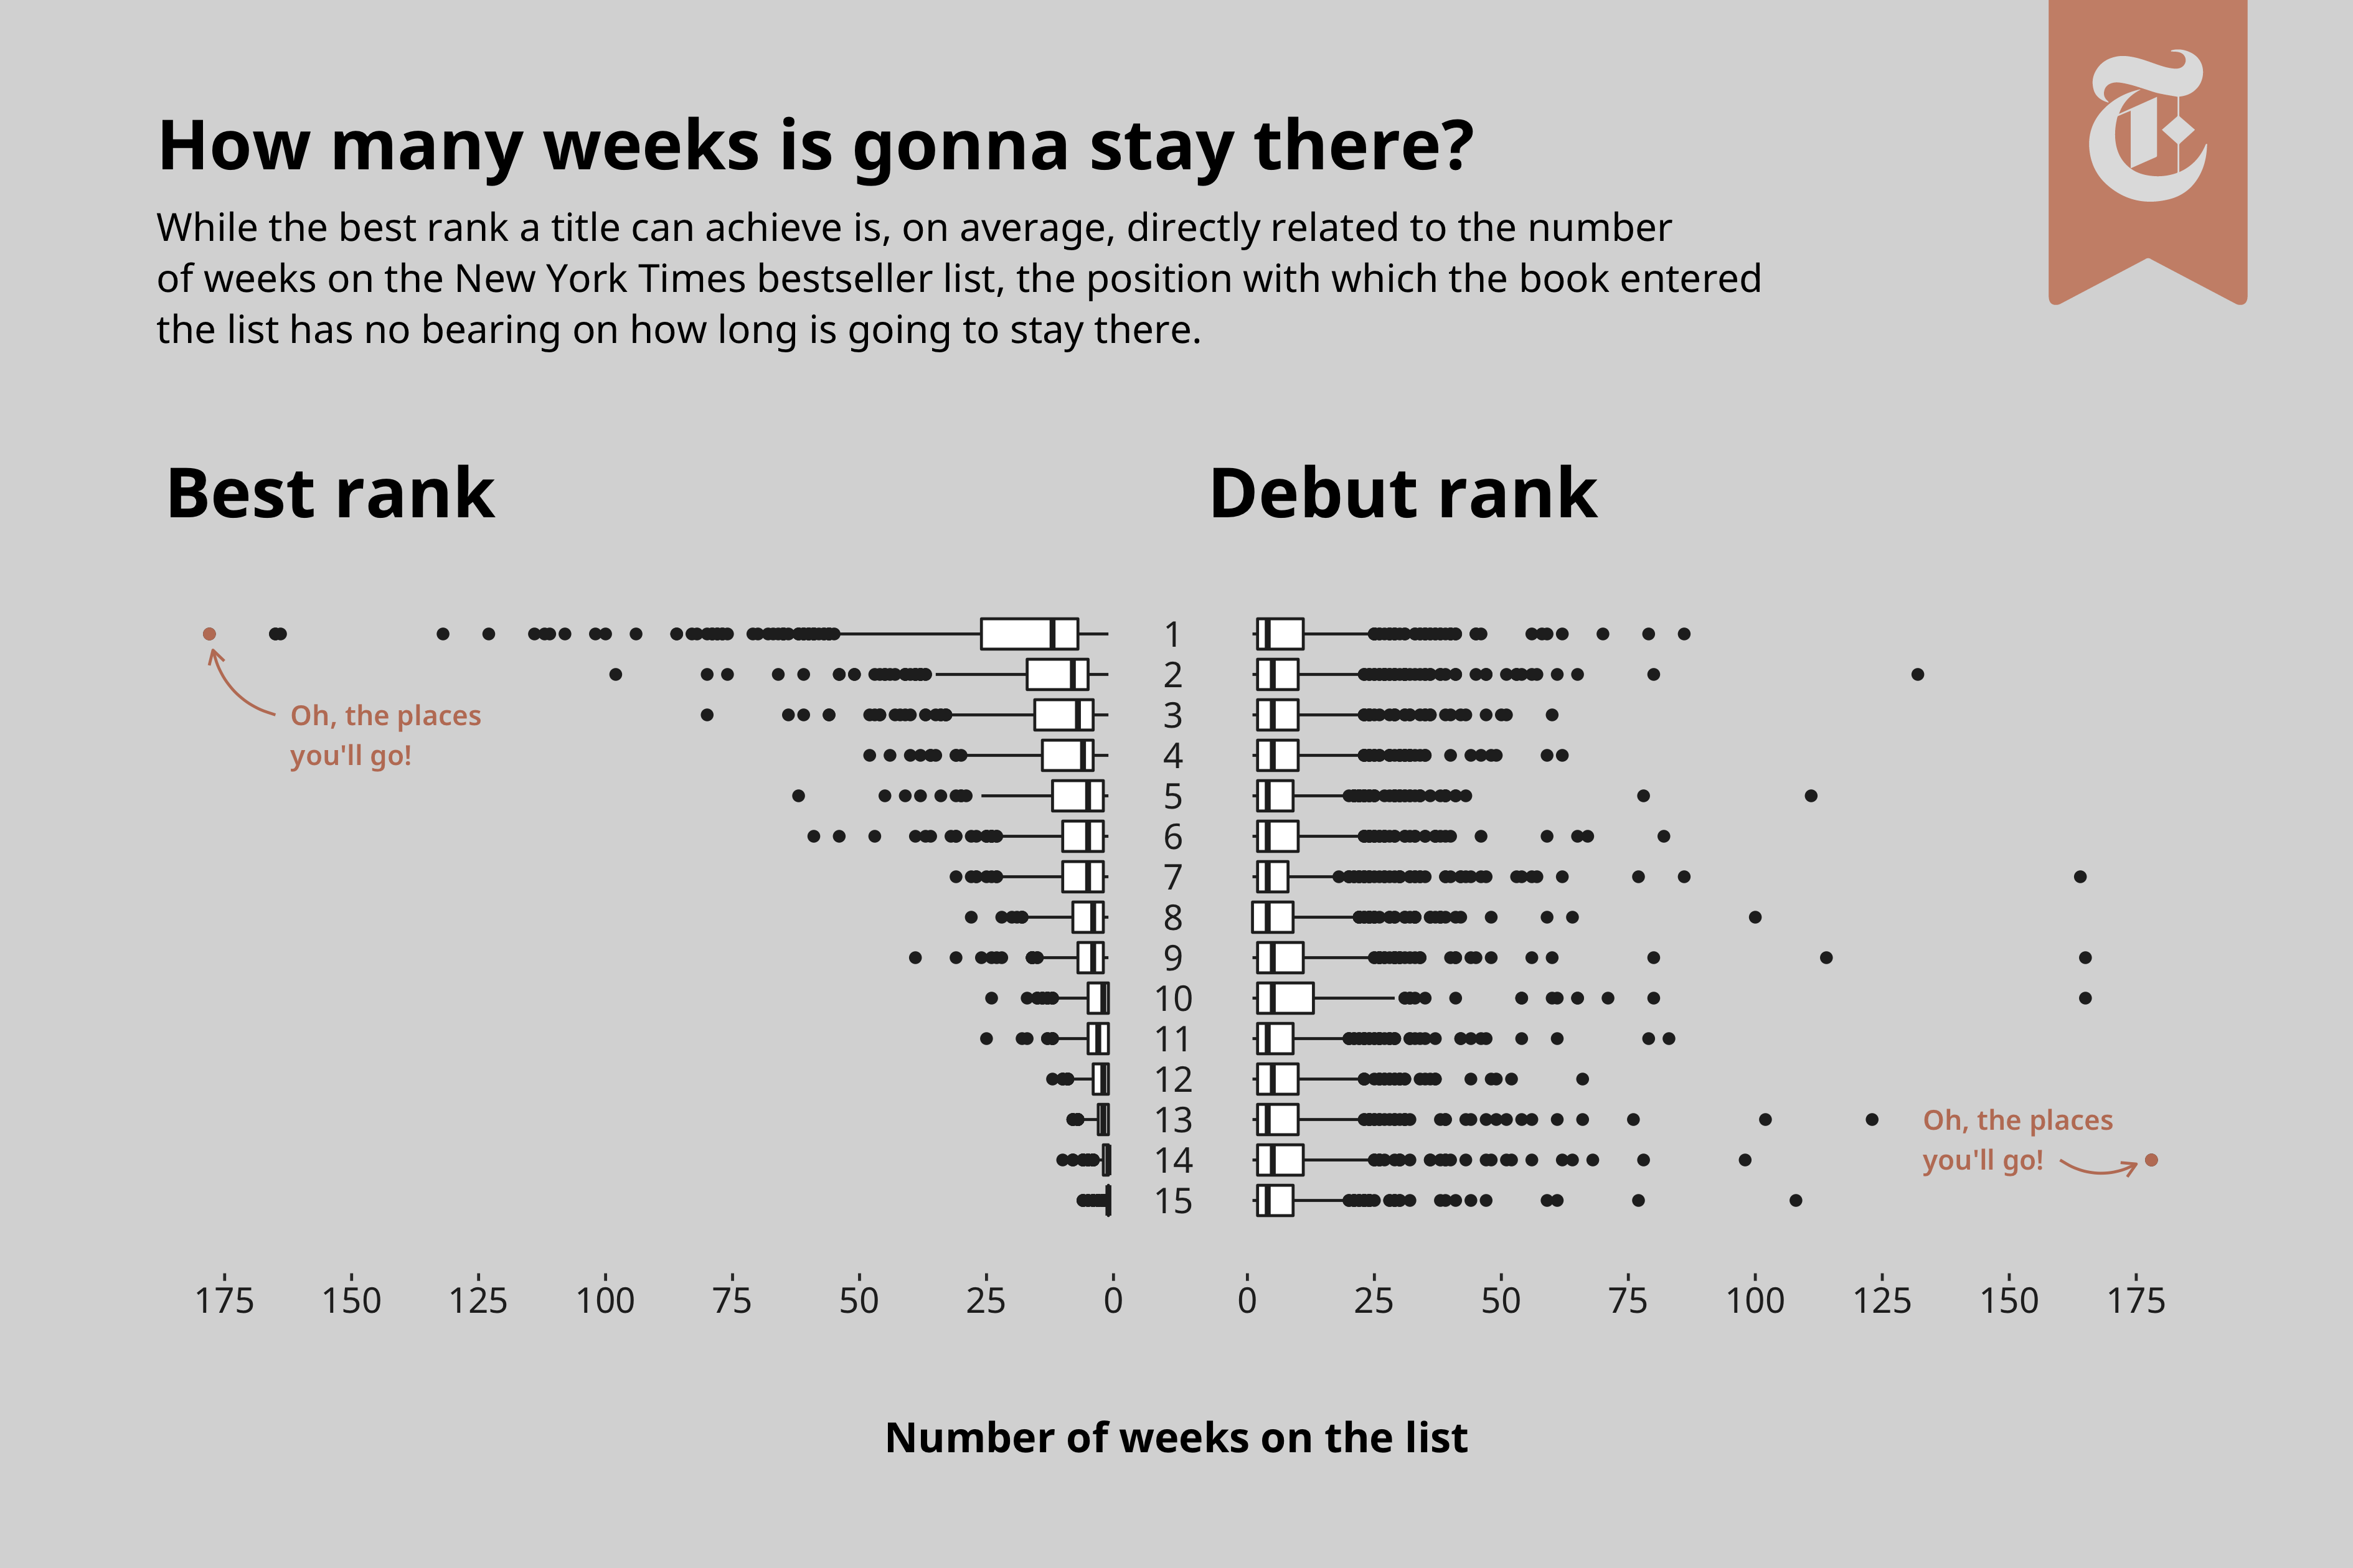 How many weeks is gonna stay there?
While the best rank a title can achieve is, on average, directly related to the number
of weeks on the New York Times bestseller list, the position with which the book entered
the list has no bearing on how long is going to stay there.
Best rank
Debut rank
1
2
3
4
5
6
7
8
9
10
11
12
13
14
15
Oh, the places
you'll go!
Oh, the places
you'll go!
175 150 125 100 75 50 25 0
0 25 50 75 100 125 150 175
Number of weeks on the list